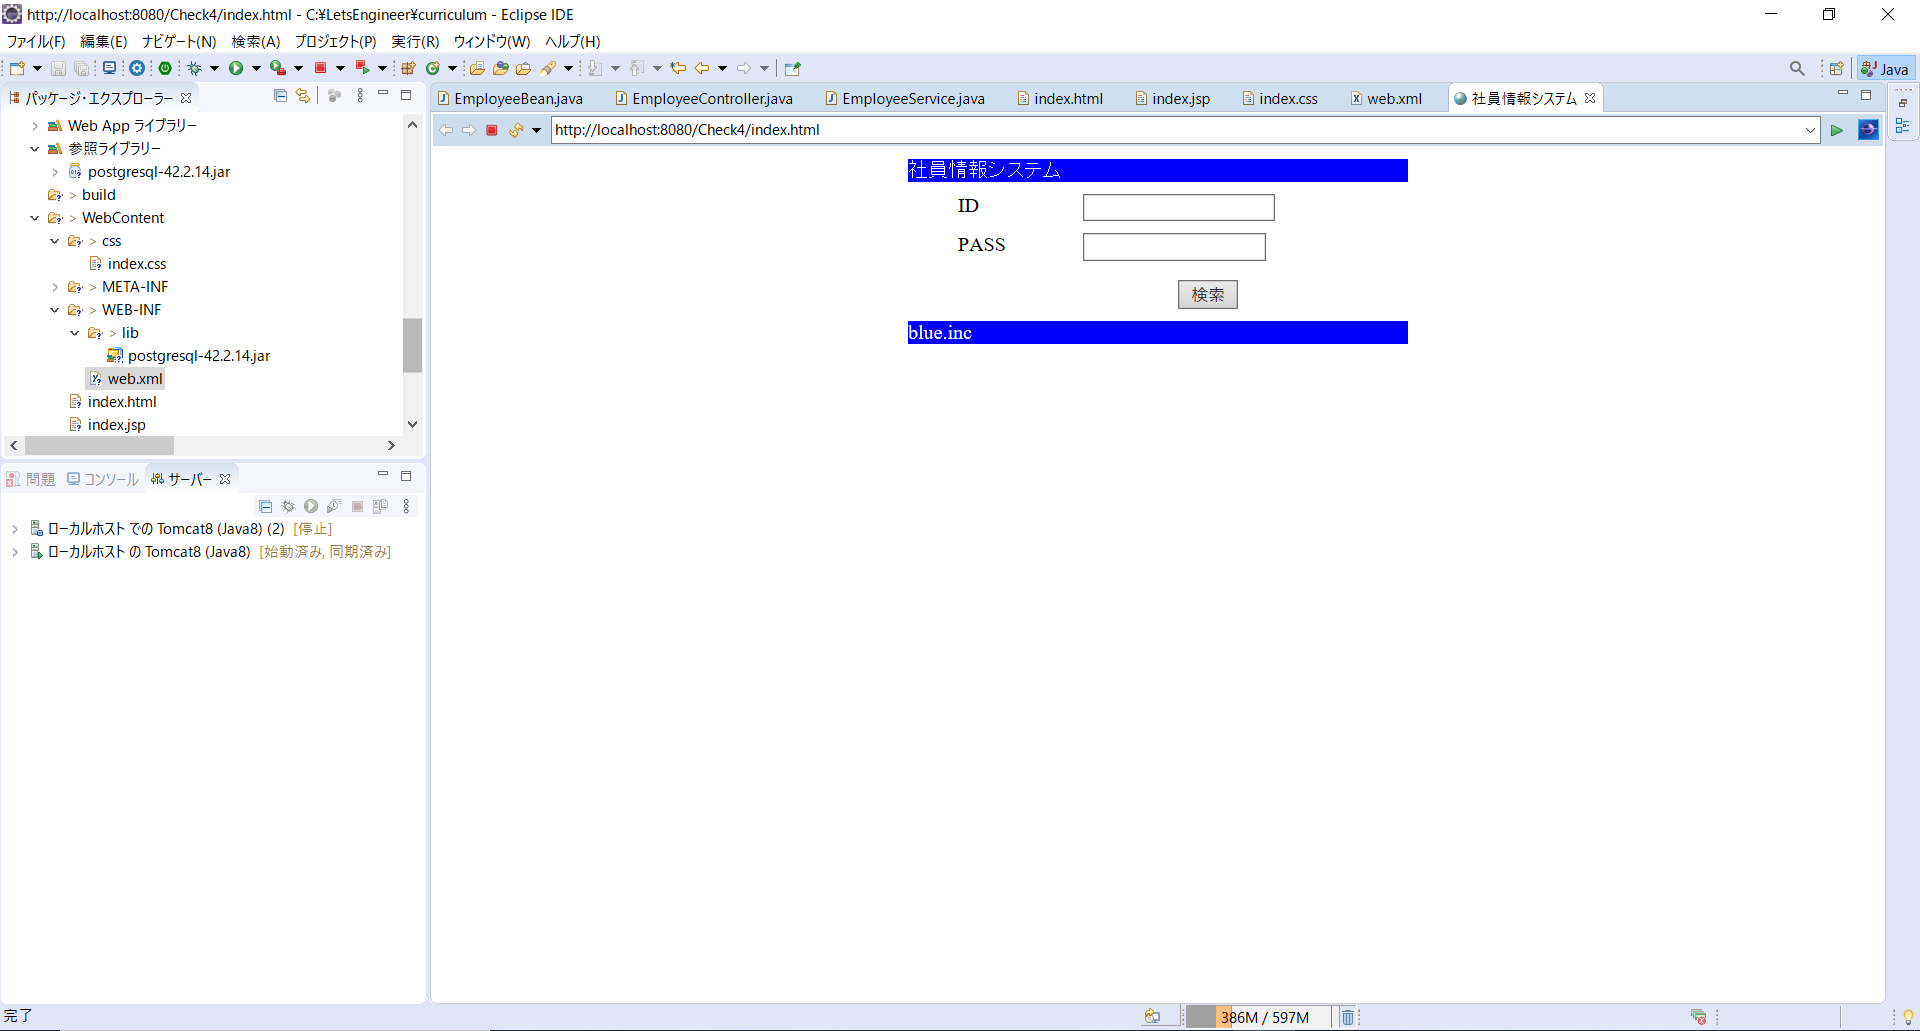 http://localhost:8080/Check4/index.html - C:¥LetsEngineer¥curriculum - Eclipse IDE
ファイル(F) 編集(E) ナビゲート(N) 検索(A) プロジェクト(P) 実行(R) ウィンドウ(W) ヘルプ(H)
Java
パッケージ・エクスプローラー
Web App ライブラリー
参照ライブラリー
postgresql-42.2.14.jar
> build
> WebContent
> css
index.css
> META-INF
> WEB-INF
> lib
postgresql-42.2.14.jar
web.xml
index.html
index.jsp
問題 コンソール サーバー
ローカルホスト での Tomcat8 (Java8) (2) [停止]
ローカルホスト の Tomcat8 (Java8) [始動済み, 同期済み]
EmployeeBean.java EmployeeController.java EmployeeService.java index.html index.jsp index.css web.xml 社員情報システム
http://localhost:8080/Check4/index.html
社員情報システム
ID
PASS
検索
blue.inc
完了
386M / 597M